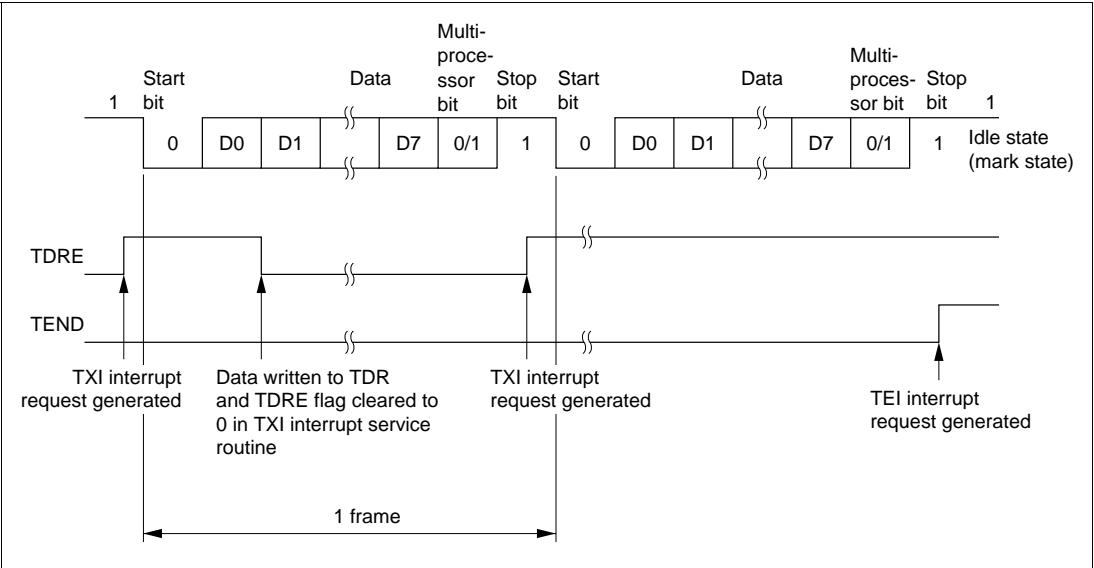 Multi-
proce-
ssor
bit
Start
bit
Data
Stop
bit
Start
bit
Data
Multi-
proces-
sor bit
Stop
bit
1
1
0
D0
D1
D7
0/1
1
0
D0
D1
D7
0/1
1
Idle state
(mark state)
TDRE
TEND
TXI interrupt
request generated
Data written to TDR
and TDRE flag cleared to
0 in TXI interrupt service
routine
TXI interrupt
request generated
TEI interrupt
request generated
1 frame